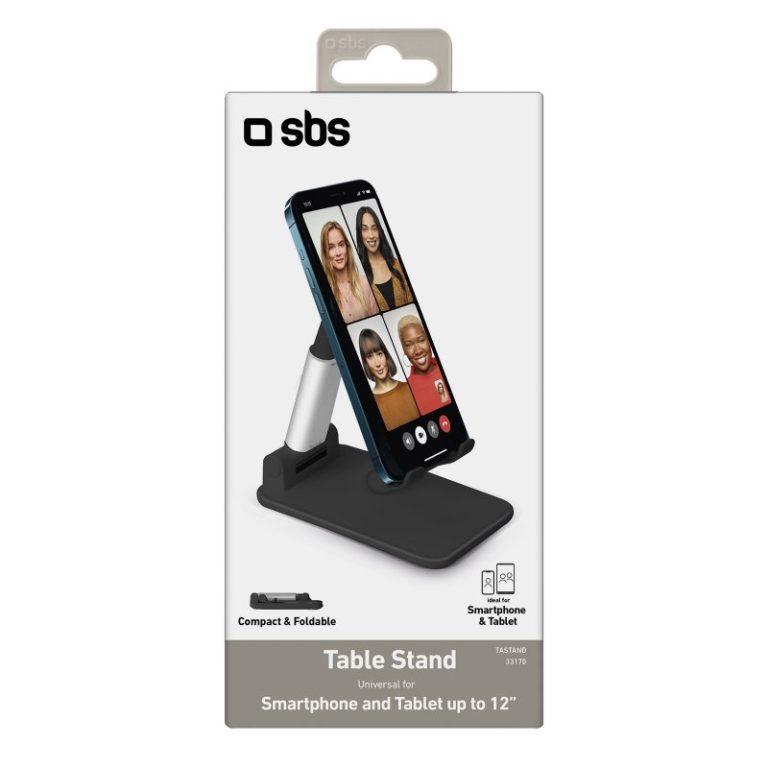 sbs
sbs
Compact & Foldable
ideal for
Smartphone
& Tablet
Table Stand
TASTAND
33170
Universal for
Smartphone and Tablet up to 12”